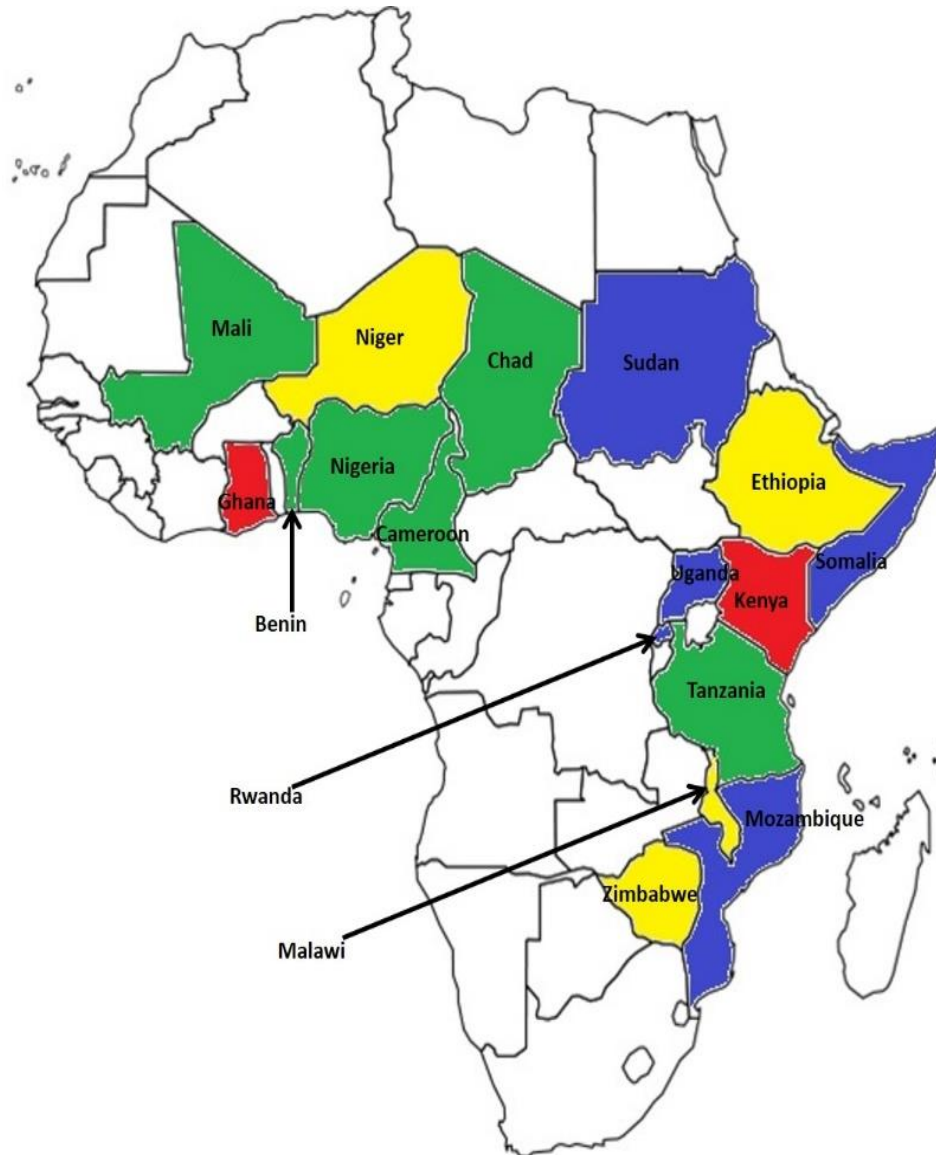 Mali
Niger
Chad
Sudan
Nigeria
Ghana
Ethiopia
Cameroon
Somalia
Uganda
Kenya
Benin
Tanzania
Rwanda
Mozambique
Zimbabwe
Malawi